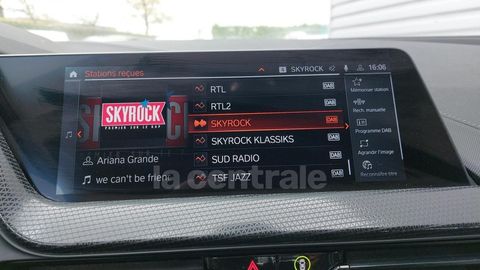 Stations reçues
SKYROCK
16:06
SKYROCK
PREMIER SUR LE RAP
Ariana Grande
we can't be frien
RTL DAB
RTL2 DAB
SKYROCK DAB
SKYROCK KLASSIKS DAB
SUD RADIO DAB
TSF JAZZ DAB
Mémoriser station
Rech. manuelle
Programme DAB
Agrandir l'image
Reconnaître titre
la centrale